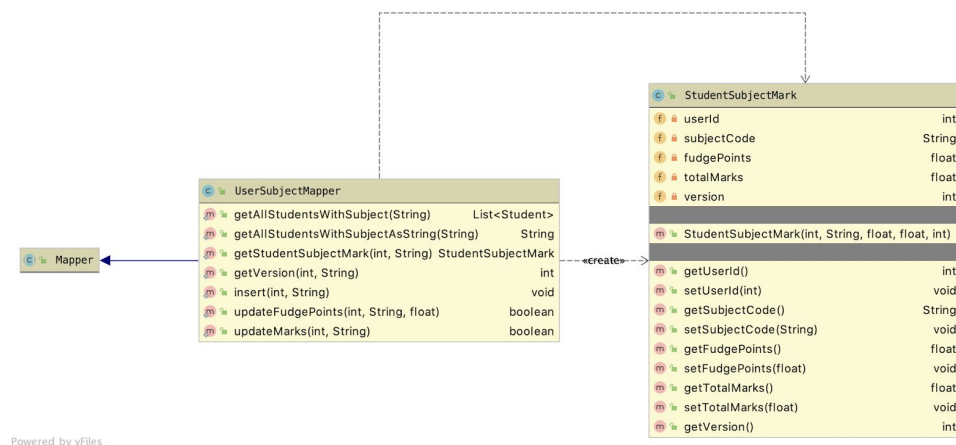 StudentSubjectMark
userId int
subjectCode String
fudgePoints float
totalMarks float
version int
StudentSubjectMark(int, String, float, float, int)
getUserId() int
setUserId(int) void
getSubjectCode() String
setSubjectCode(String) void
getFudgePoints() float
setFudgePoints(float) void
getTotalMarks() float
setTotalMarks(float) void
getVersion() int
UserSubjectMapper
getAllStudentsWithSubject(String) List<Student>
getAllStudentsWithSubjectAsString(String) String
getStudentSubjectMark(int, String) StudentSubjectMark
getVersion(int, String) int
insert(int, String) void
updateFudgePoints(int, String, float) boolean
updateMarks(int, String) boolean
Mapper
«create»
Powered by yFiles